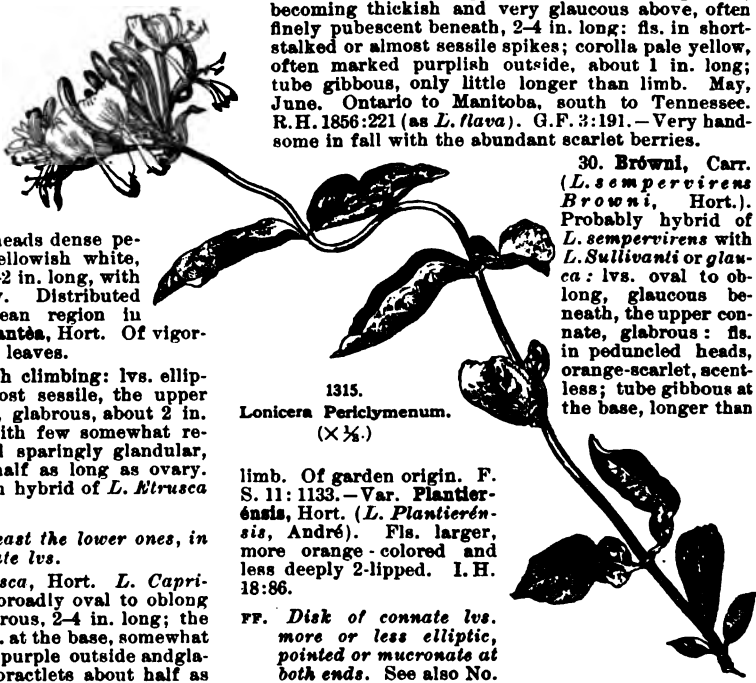 becoming thickish and very glaucous above, often
finely pubescent beneath, 2-4 in. long: fls. in short-
stalked or almost sessile spikes; corolla pale yellow,
often marked purplish outside, about 1 in. long;
tube gibbous, only little longer than limb. May,
June. Ontario to Manitoba, south to Tennessee.
R.H. 1856:221 (as L. flava). G.F. 3:191.—Very hand-
some in fall with the abundant scarlet berries.
30. Brówni, Carr.
(L. sempervirens
Browni, Hort.).
Probably hybrid of
L. sempervirens with
L. Sullivanti or glau-
ca: lvs. oval to ob-
long, glaucous be-
neath, the upper con-
nate, glabrous: fls.
in peduncled heads,
orange-scarlet, scent-
less; tube gibbous at
the base, longer than
heads dense pe-
ellowish white,
2 in. long, with
Distributed
ean region in
Hort. Of vigor-
leaves.
h climbing: lvs. ellip-
ost sessile, the upper
, glabrous, about 2 in.
ith few somewhat re-
sparingly glandular,
half as long as ovary.
hybrid of L. Etrusca
east the lower ones, in
te lvs.
sca, Hort. L. Capri-
broadly oval to oblong
rous, 2-4 in. long; the
. at the base, somewhat
purple outside andgla-
bractlets about half as
1315.
Lonicera Periclymenum.
(× ½.)
limb. Of garden origin. F.
S. 11:1133.—Var. Plantier-
énsis, Hort. (L. Plantierén-
sis, André). Fls. larger,
more orange-colored and
less deeply 2-lipped. I.H.
18:86.
FF. Disk of connate lvs.
more or less elliptic,
pointed or mucronate at
both ends. See also No.